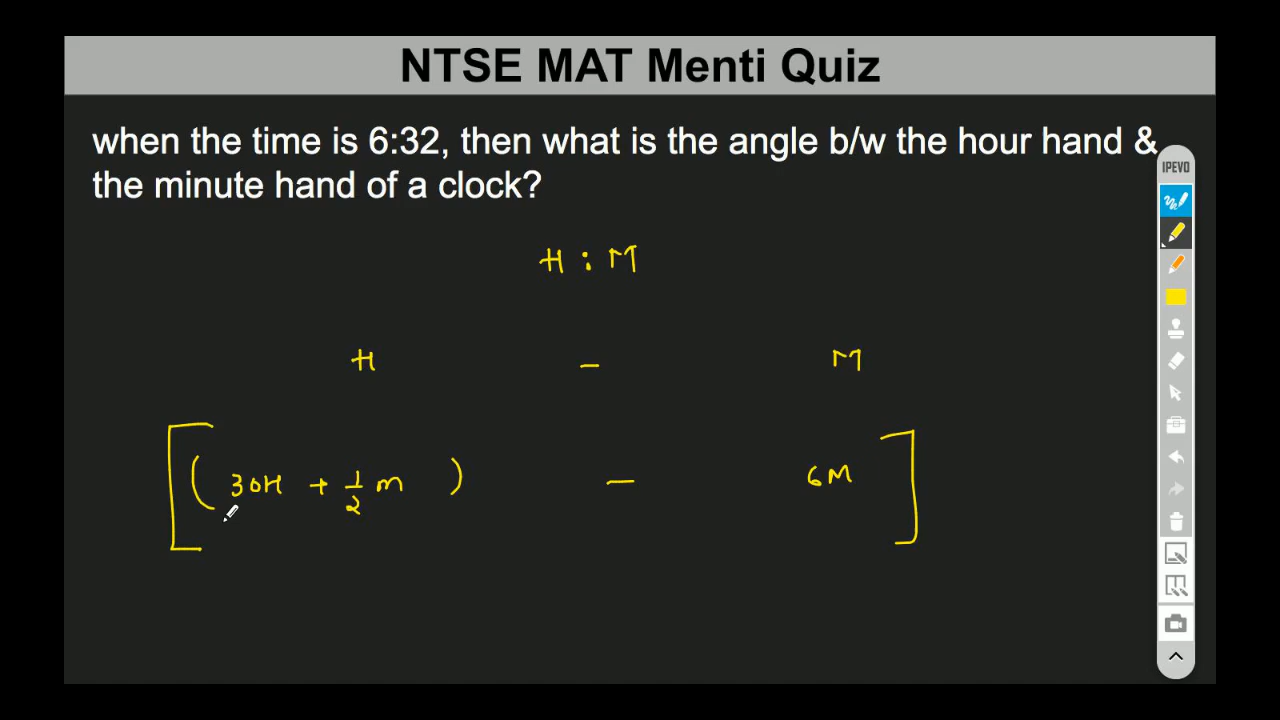 NTSE MAT Menti Quiz
when the time is 6:32, then what is the angle b/w the hour hand &
the minute hand of a clock?
IPEVO
H : M
H - M
[ ( 30H + 1/2 m ) - 6M ]